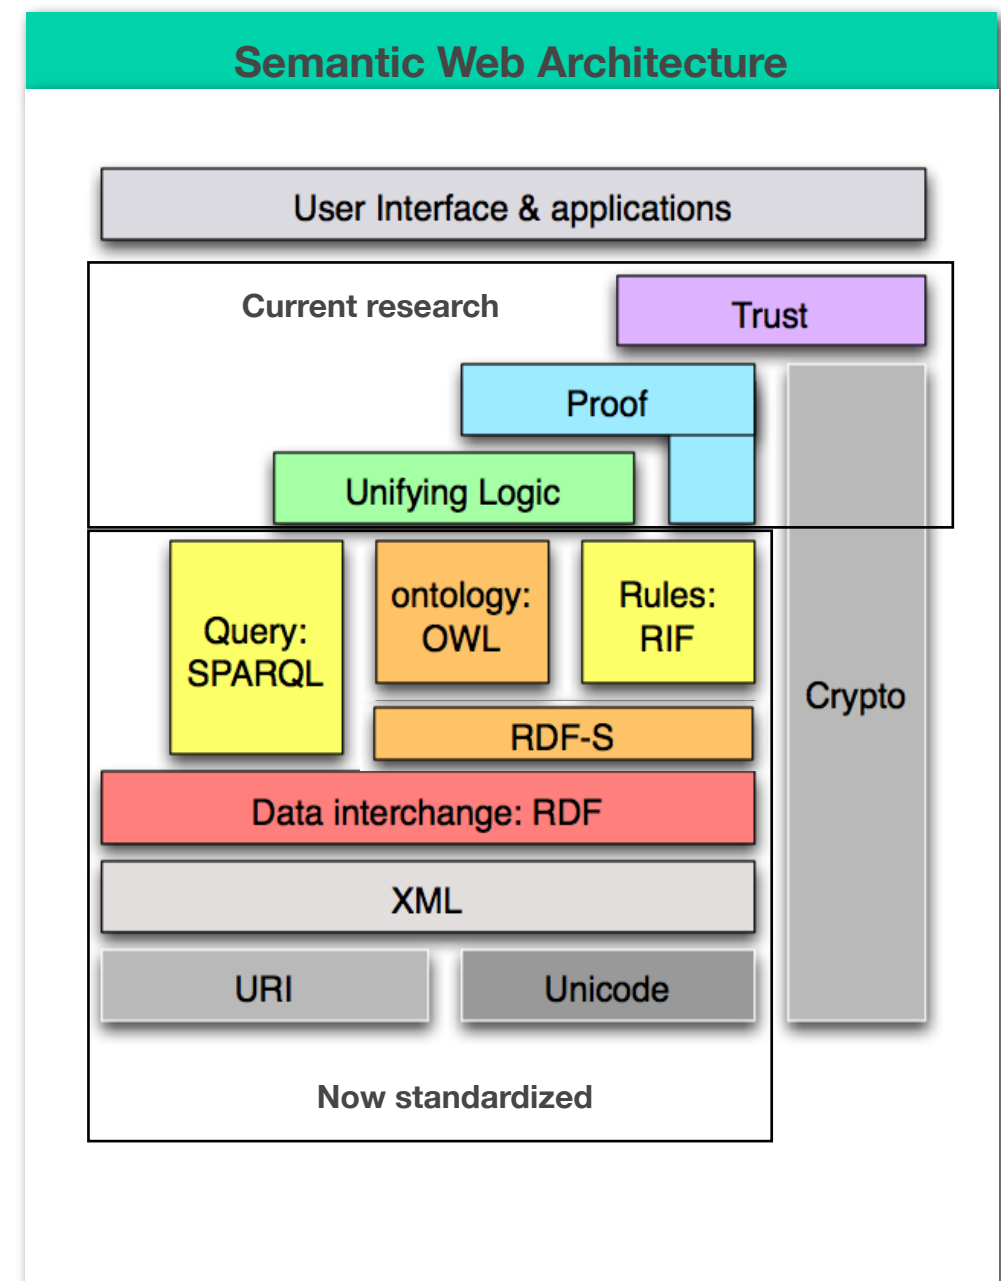 Semantic Web Architecture
User Interface & applications
Current research
Trust
Proof
Unifying Logic
Query:
SPARQL
ontology:
OWL
Rules:
RIF
Crypto
RDF-S
Data interchange: RDF
XML
URI
Unicode
Now standardized